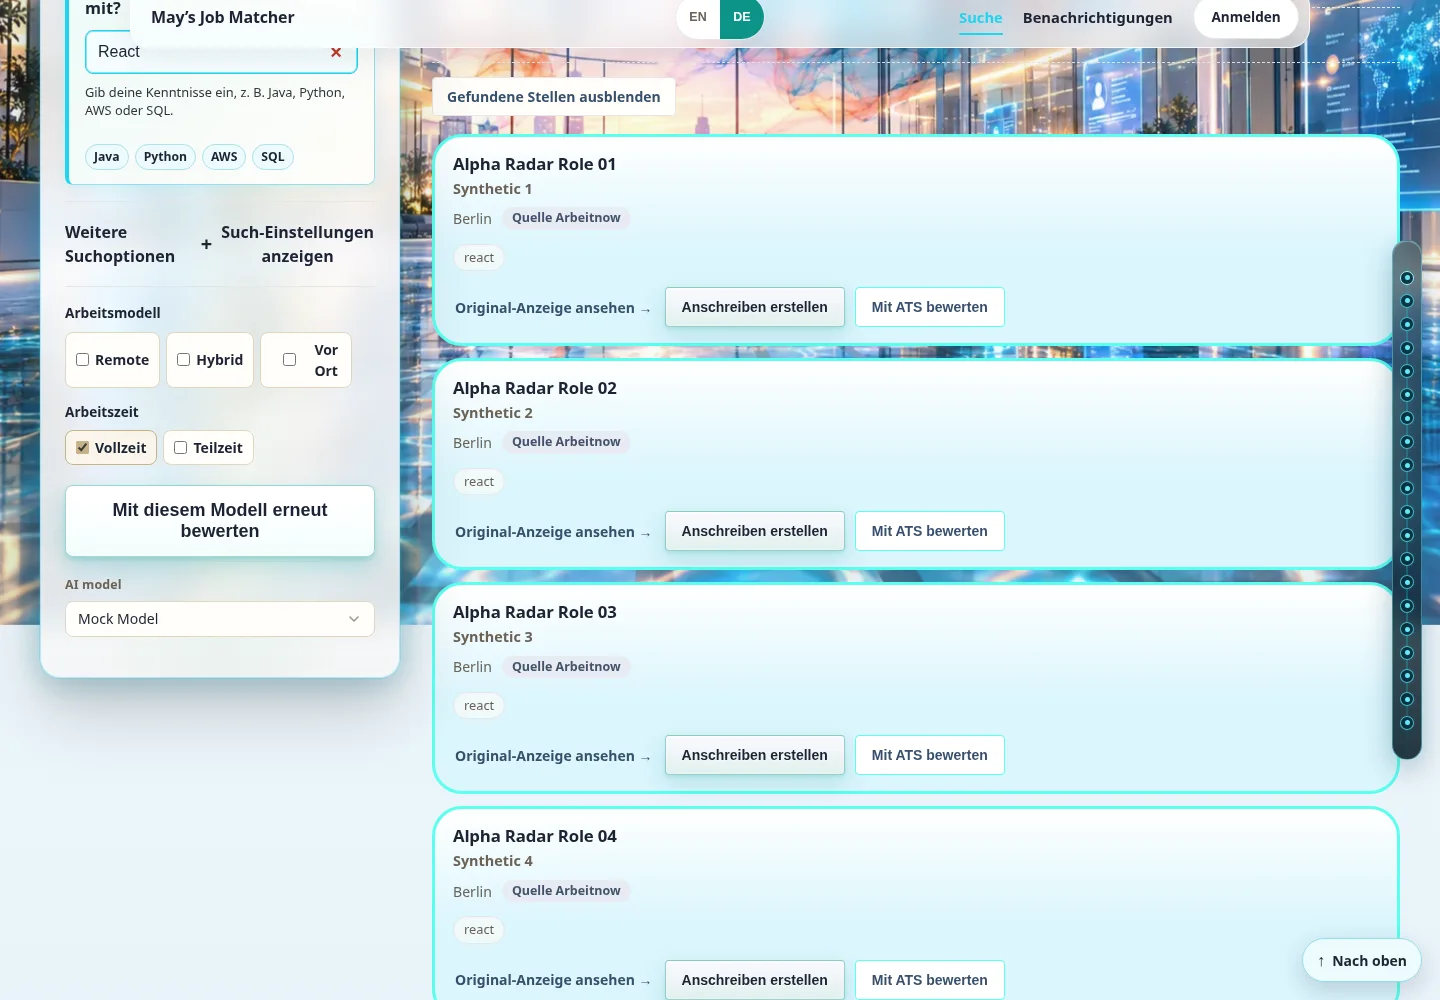 May’s Job Matcher
EN
DE
Suche
Benachrichtigungen
Anmelden
mit?
React
Gib deine Kenntnisse ein, z. B. Java, Python,
AWS oder SQL.
Java
Python
AWS
SQL
Weitere
Suchoptionen
+
Such-Einstellungen
anzeigen
Arbeitsmodell
Remote
Hybrid
Vor
Ort
Arbeitszeit
Vollzeit
Teilzeit
Mit diesem Modell erneut
bewerten
AI model
Mock Model
Gefundene Stellen ausblenden
Alpha Radar Role 01
Synthetic 1
Berlin
Quelle Arbeitnow
react
Original-Anzeige ansehen →
Anschreiben erstellen
Mit ATS bewerten
Alpha Radar Role 02
Synthetic 2
Berlin
Quelle Arbeitnow
react
Original-Anzeige ansehen →
Anschreiben erstellen
Mit ATS bewerten
Alpha Radar Role 03
Synthetic 3
Berlin
Quelle Arbeitnow
react
Original-Anzeige ansehen →
Anschreiben erstellen
Mit ATS bewerten
Alpha Radar Role 04
Synthetic 4
Berlin
Quelle Arbeitnow
react
Original-Anzeige ansehen →
Anschreiben erstellen
Mit ATS bewerten
↑ Nach oben